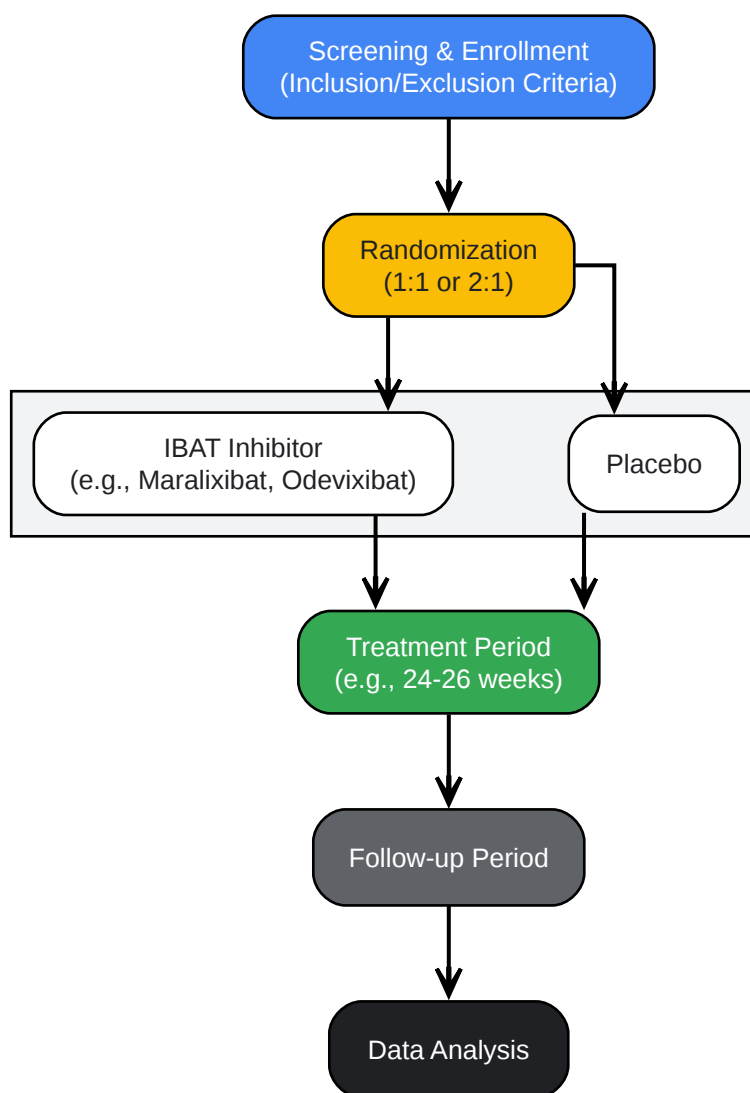 Screening & Enrollment
(Inclusion/Exclusion Criteria)
Randomization
(1:1 or 2:1)
IBAT Inhibitor
(e.g., Maralixibat, Odevixibat)
Placebo
Treatment Period
(e.g., 24-26 weeks)
Follow-up Period
Data Analysis